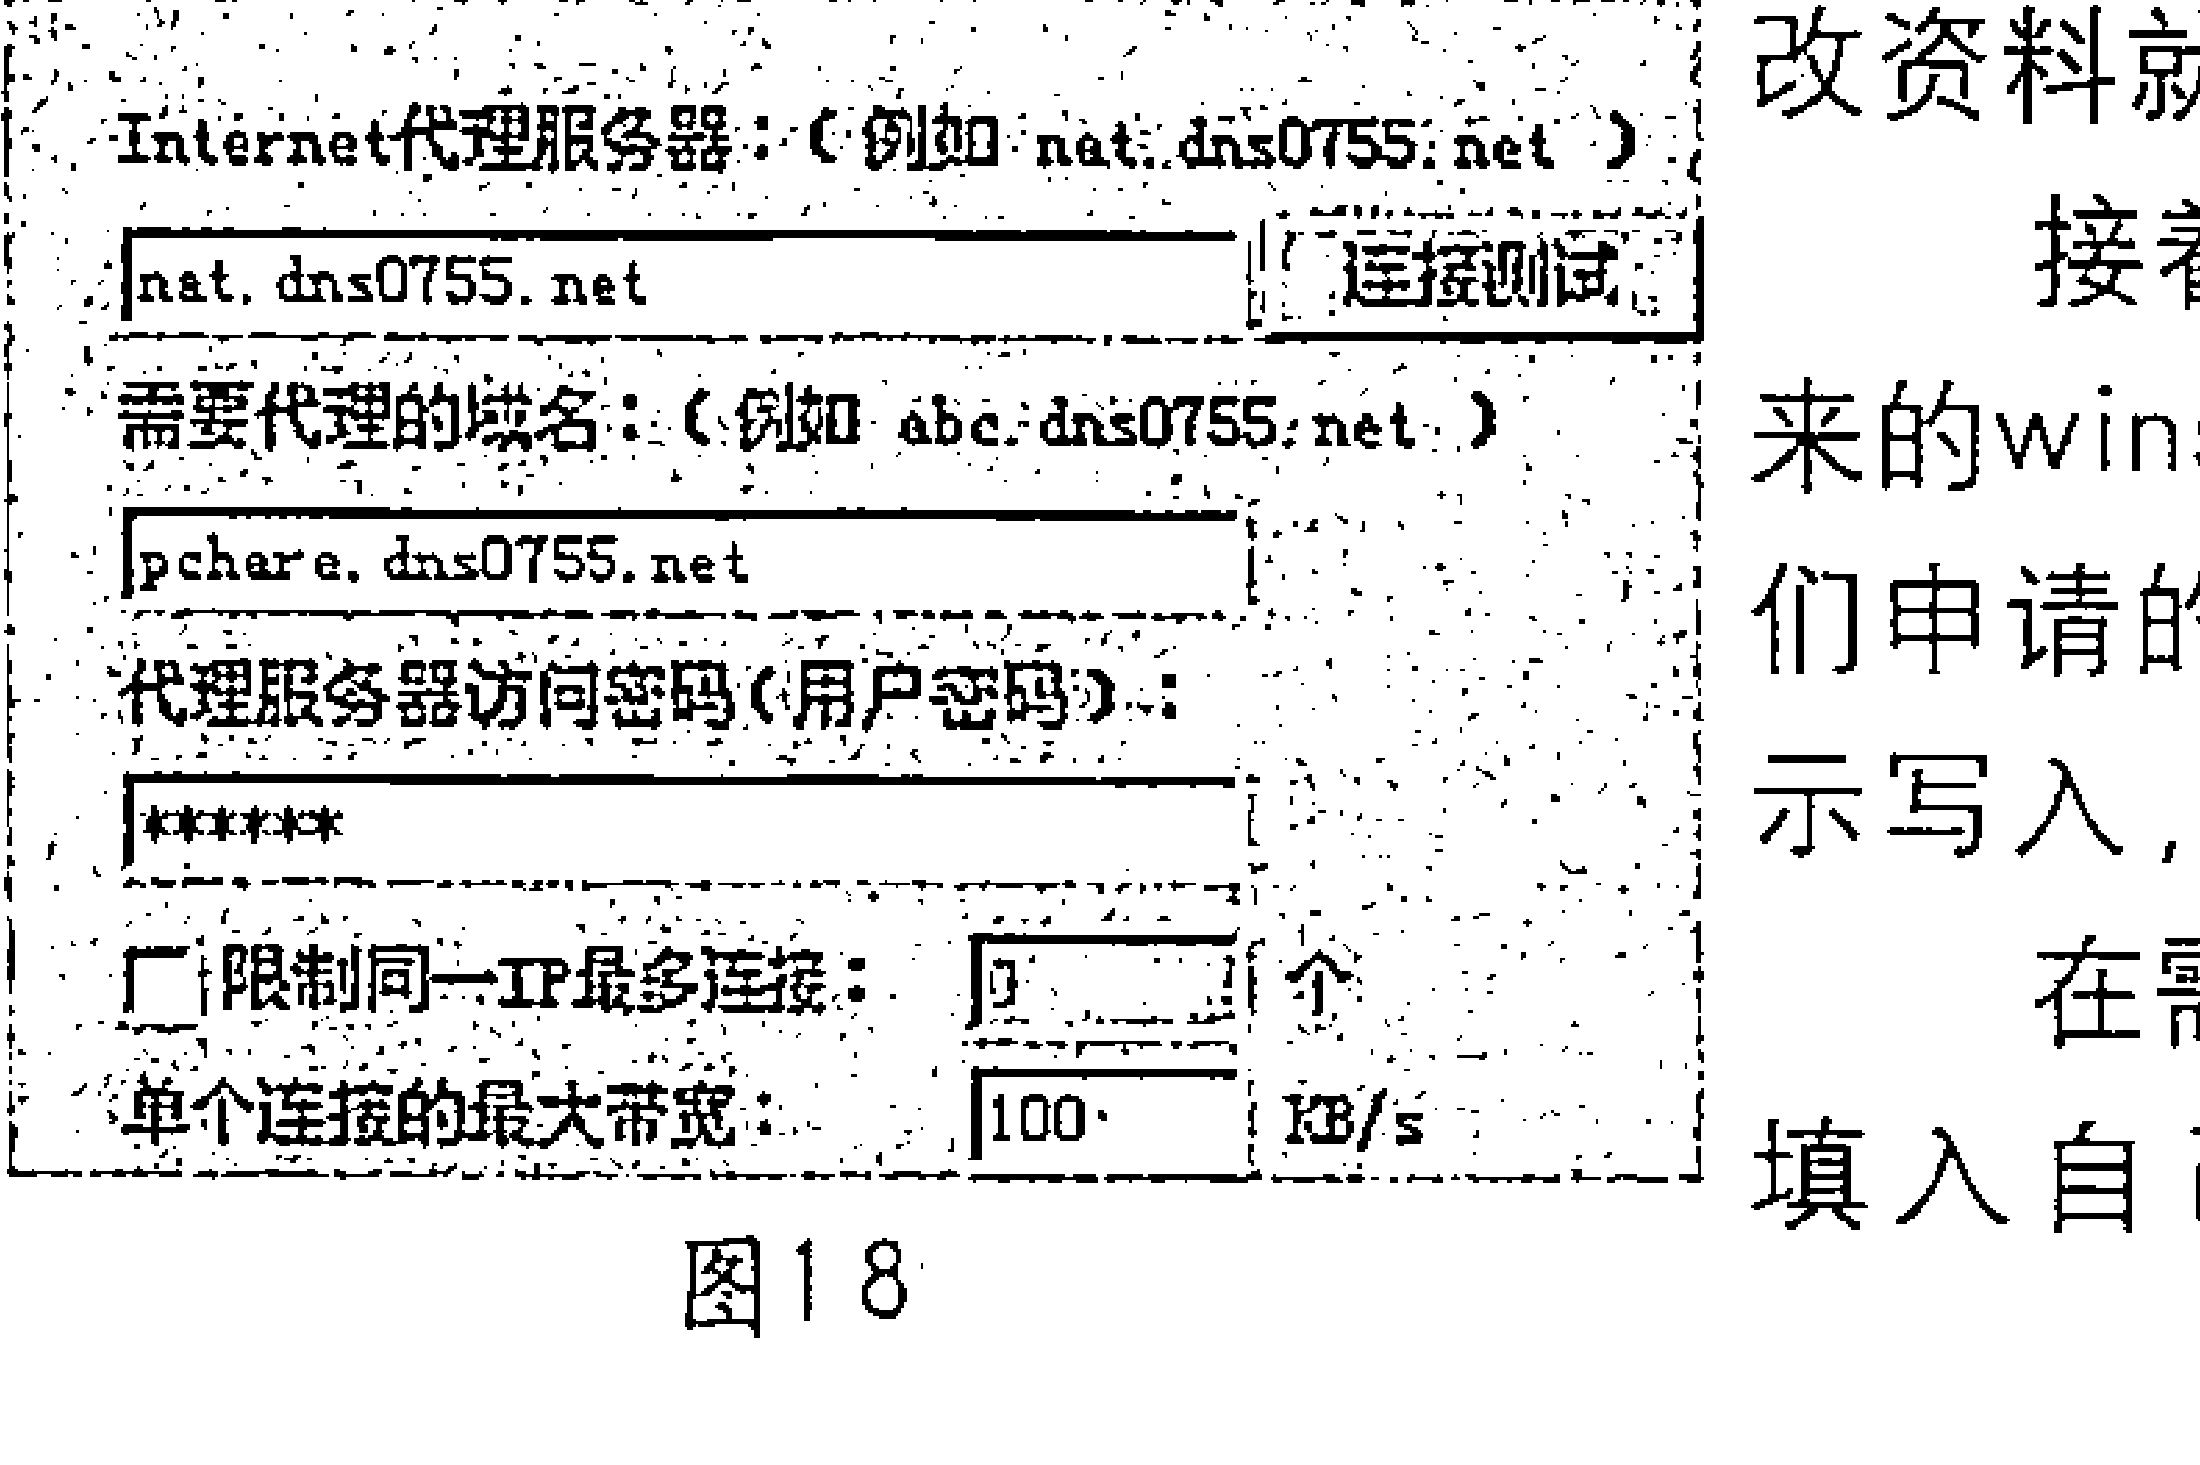 Internet代理服务器：（例如 nat.dns0755.net ）
nat.dns0755.net
连接测试
需要代理的域名：（例如 abc.dns0755.net ）
pchare.dns0755.net
代理服务器访问密码(用户密码)：
******
限制同一IP最多连接：
个
单个连接的最大带宽：
100
KB/s
图18
改资料就
接着
来的win
们申请的
示写入，
在需
填入自